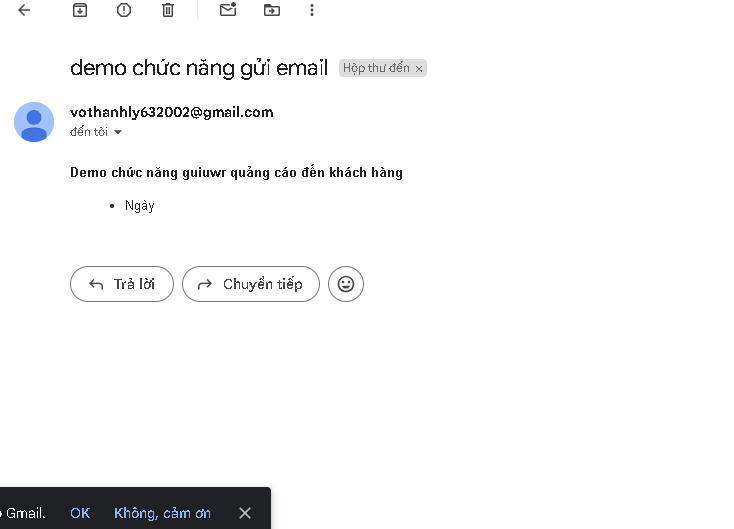 demo chức năng gửi email Hộp thư đến ×
vothanhly632002@gmail.com
đến tôi
Demo chức năng guiuwr quảng cáo đến khách hàng
• Ngày
Trả lời Chuyển tiếp
Gmail. OK Không, cảm ơn